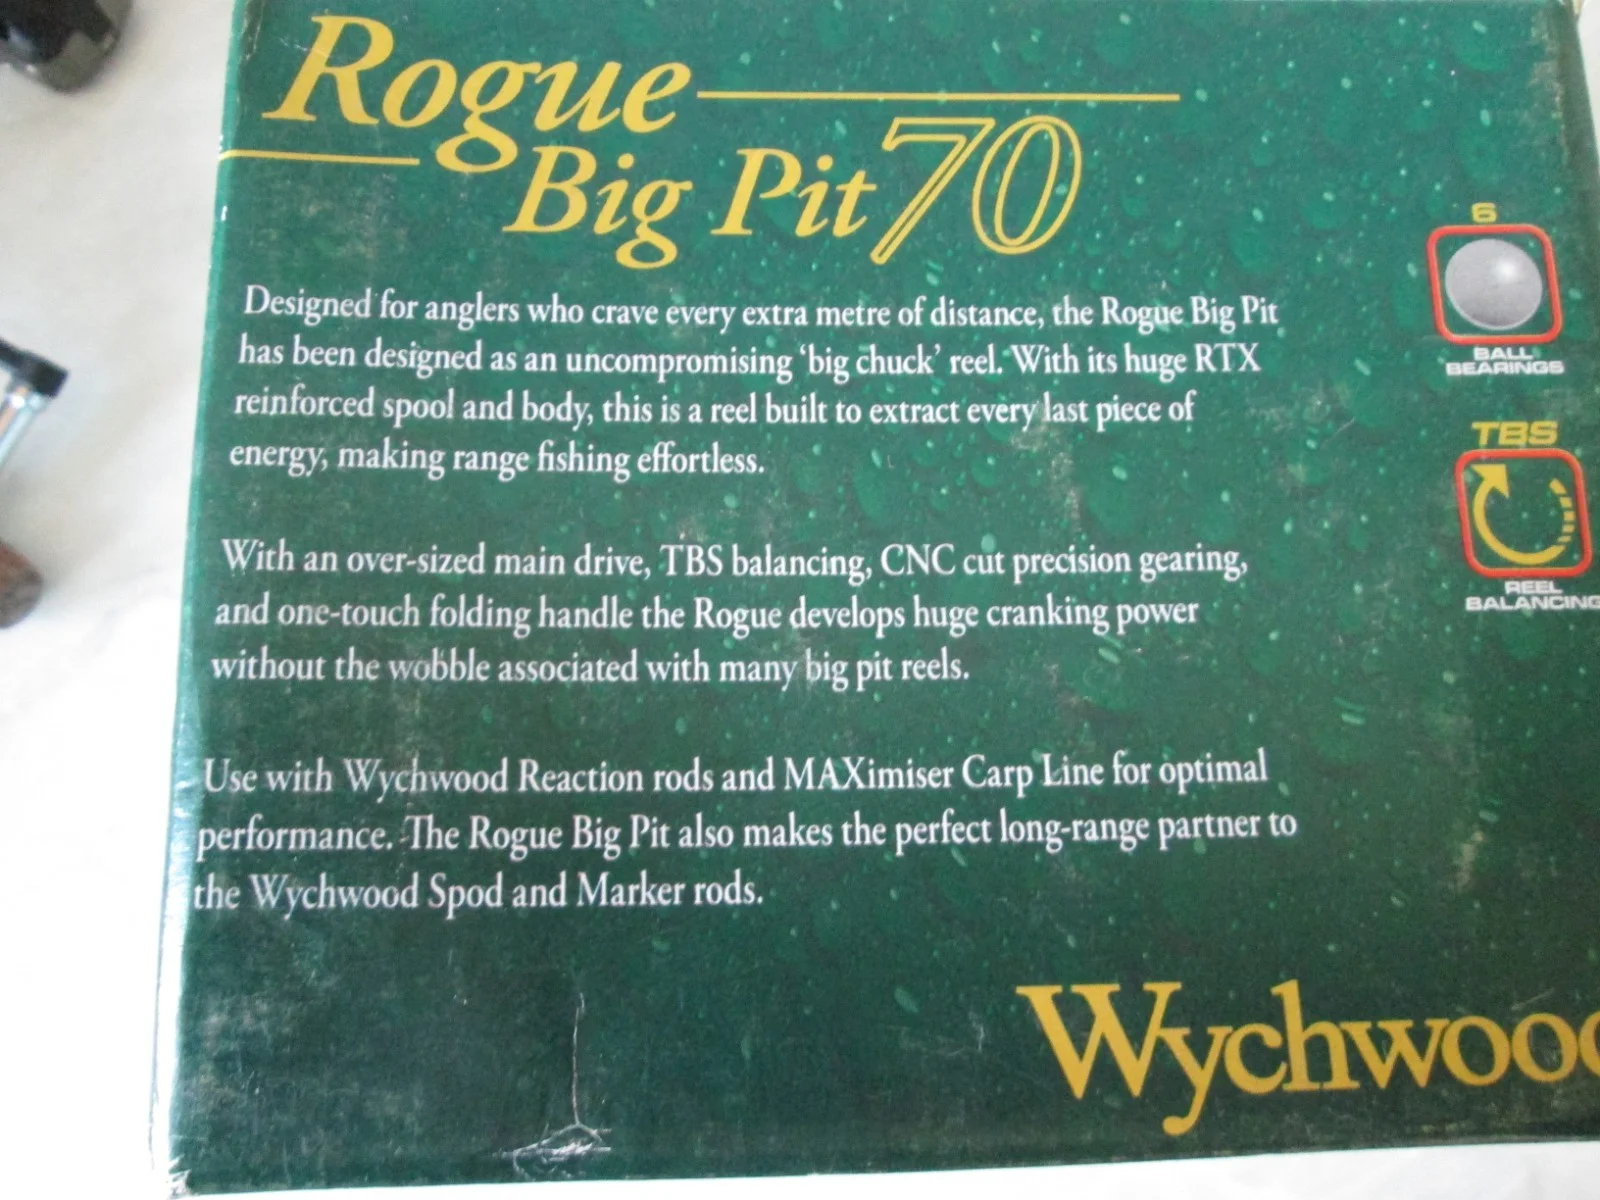 Rogue
Big Pit 70
Designed for anglers who crave every extra metre of distance, the Rogue Big Pit
has been designed as an uncompromising ‘big chuck’ reel. With its huge RTX
reinforced spool and body, this is a reel built to extract every last piece of
energy, making range fishing effortless.
With an over-sized main drive, TBS balancing, CNC cut precision gearing,
and one-touch folding handle the Rogue develops huge cranking power
without the wobble associated with many big pit reels.
Use with Wychwood Reaction rods and MAXimiser Carp Line for optimal
performance. The Rogue Big Pit also makes the perfect long-range partner to
the Wychwood Spod and Marker rods.
6
BALL
BEARINGS
TBS
REEL
BALANCING
Wychwoo